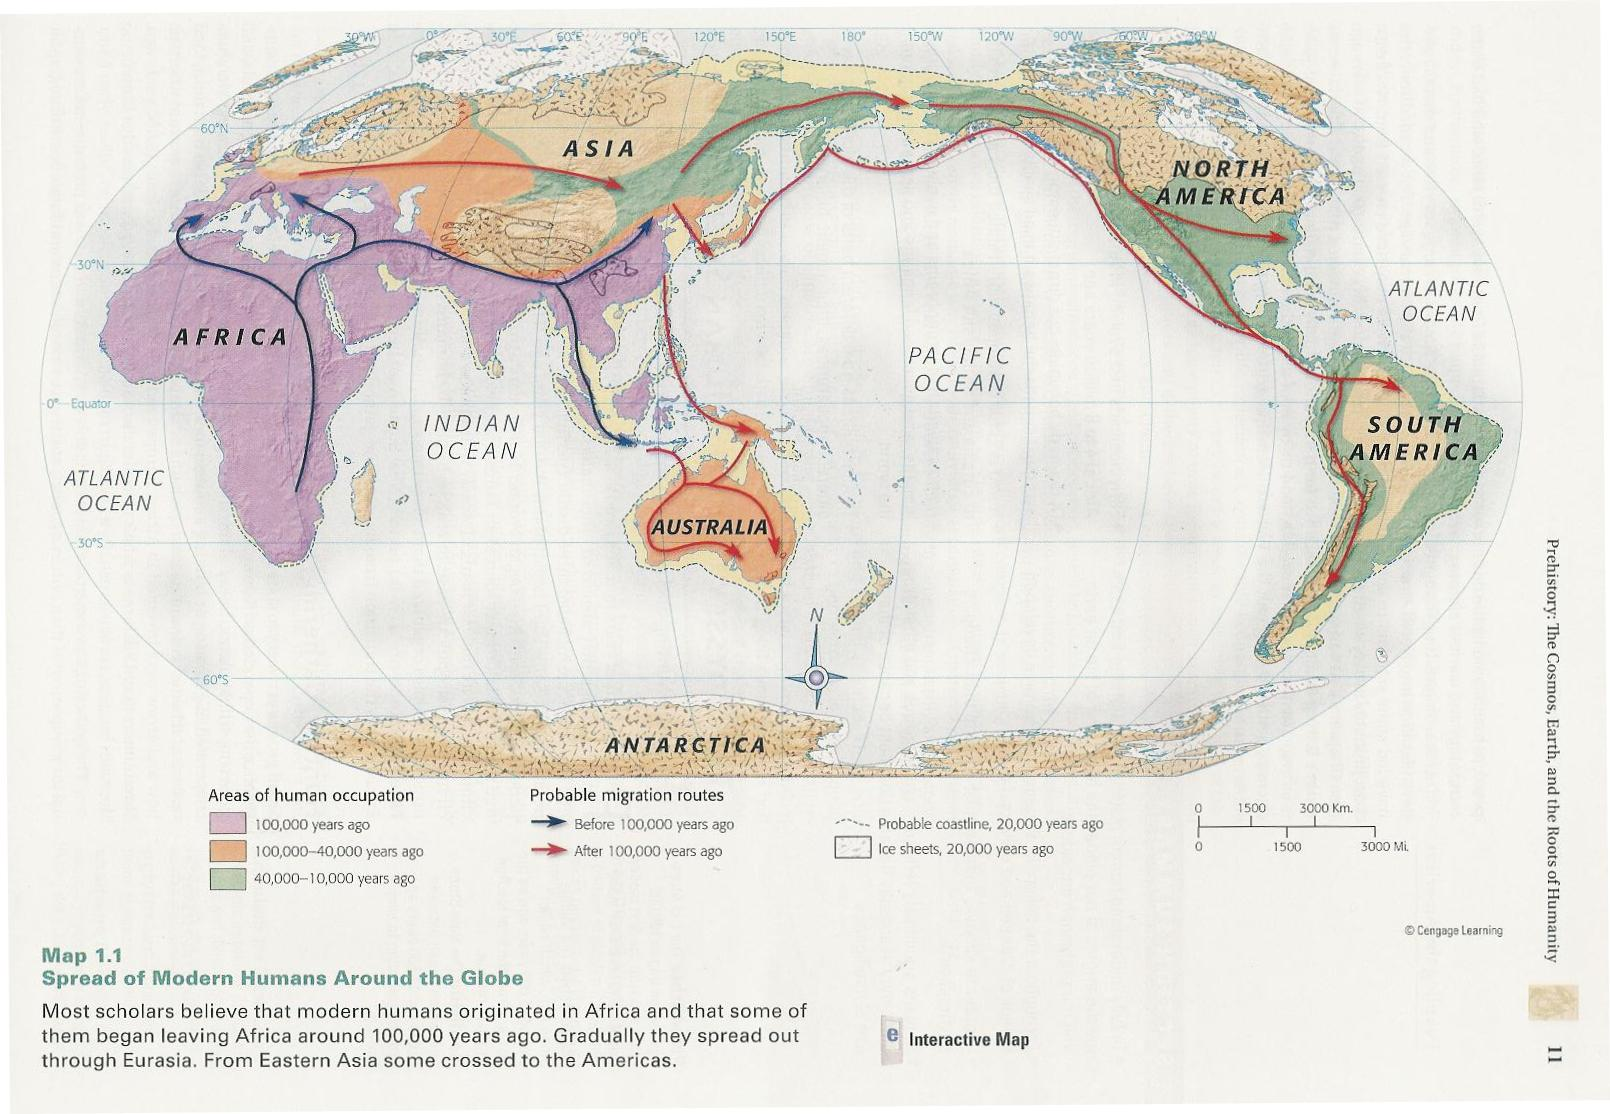 30°W 0° 30°E 60°E 90°E 120°E 150°E 180° 150°W 120°W 90°W 60°W 30°W
60°N
ASIA
NORTH
AMERICA
30°N
ATLANTIC
OCEAN
AFRICA
PACIFIC
OCEAN
0° Equator
INDIAN
OCEAN
SOUTH
AMERICA
ATLANTIC
OCEAN
AUSTRALIA
30°S
N
60°S
ANTARCTICA
Areas of human occupation
100,000 years ago
100,000–40,000 years ago
40,000–10,000 years ago
Probable migration routes
Before 100,000 years ago
After 100,000 years ago
Probable coastline, 20,000 years ago
Ice sheets, 20,000 years ago
0 1500 3000 Km.
0 1500 3000 Mi.
© Cengage Learning
Map 1.1
Spread of Modern Humans Around the Globe
Most scholars believe that modern humans originated in Africa and that some of
them began leaving Africa around 100,000 years ago. Gradually they spread out
through Eurasia. From Eastern Asia some crossed to the Americas.
e Interactive Map
Prehistory: The Cosmos, Earth, and the Roots of Humanity
11